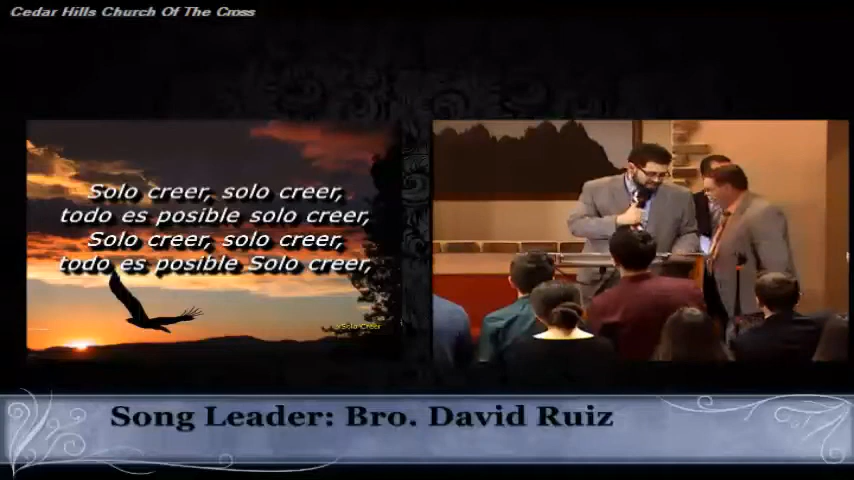 Cedar Hills Church Of The Cross
Solo creer, solo creer,
todo es posible solo creer,
Solo creer, solo creer,
todo es posible Solo creer,
Solo Creer
Song Leader: Bro. David Ruiz